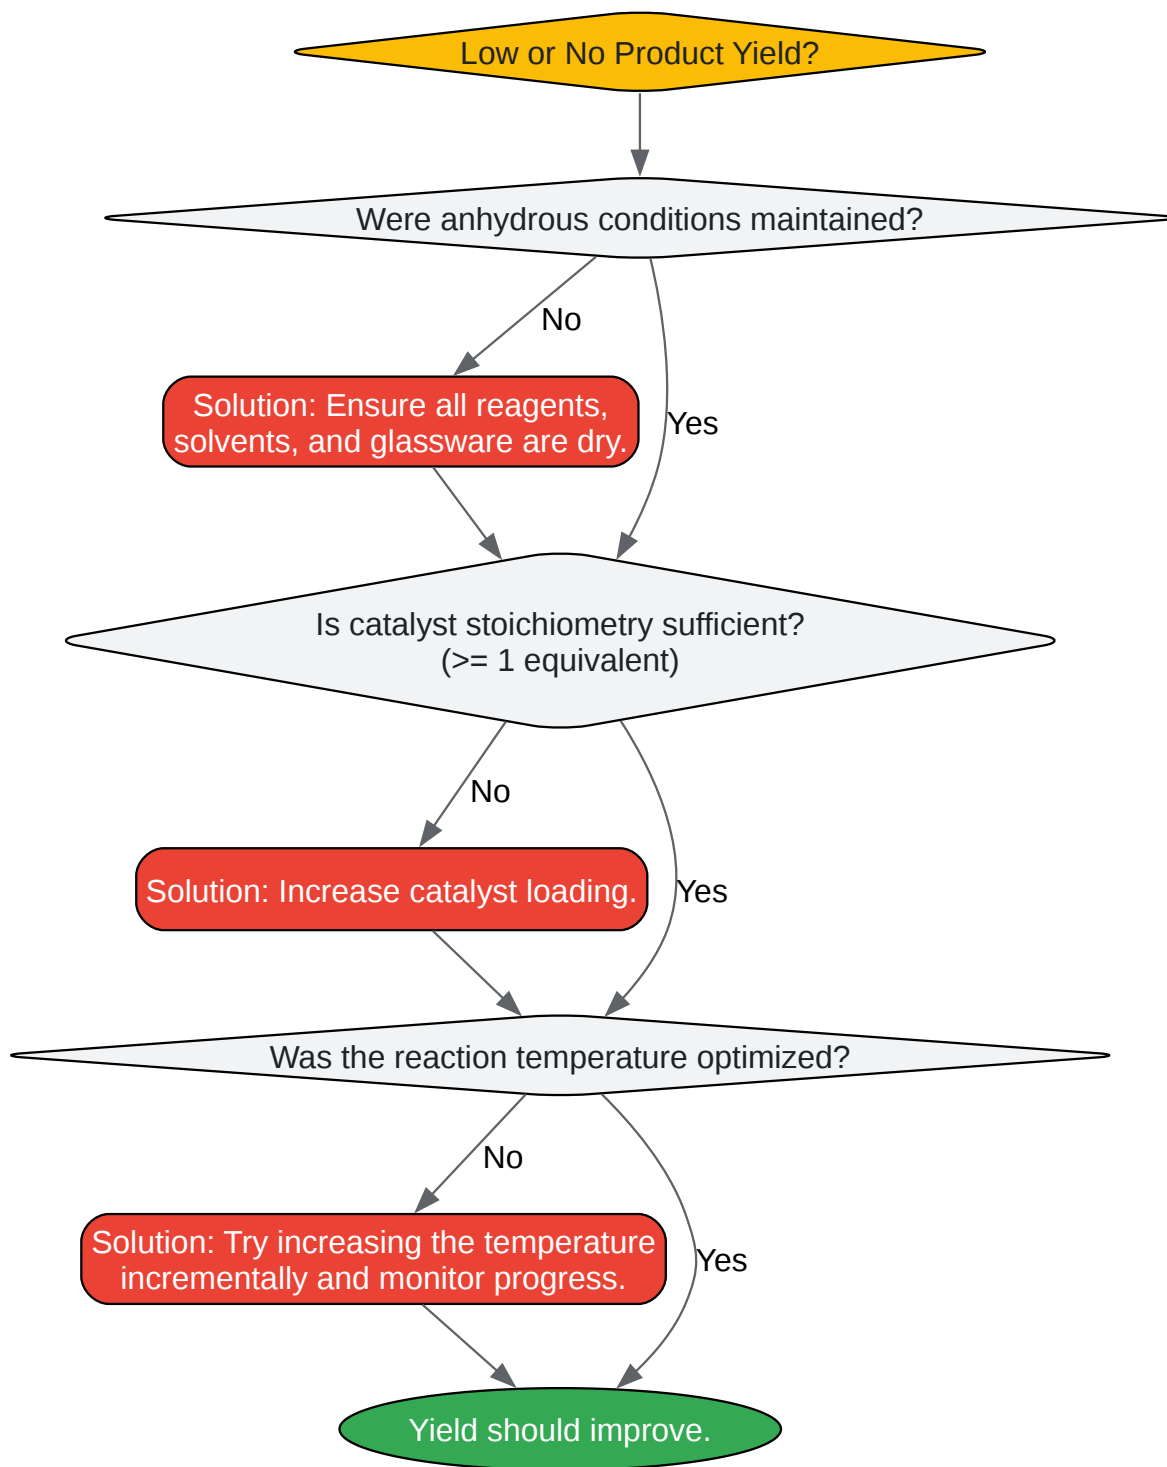 Low or No Product Yield?
Were anhydrous conditions maintained?
No
Solution: Ensure all reagents,
solvents, and glassware are dry.
Yes
Is catalyst stoichiometry sufficient?
(>= 1 equivalent)
No
Solution: Increase catalyst loading.
Yes
Was the reaction temperature optimized?
No
Solution: Try increasing the temperature
incrementally and monitor progress.
Yes
Yield should improve.